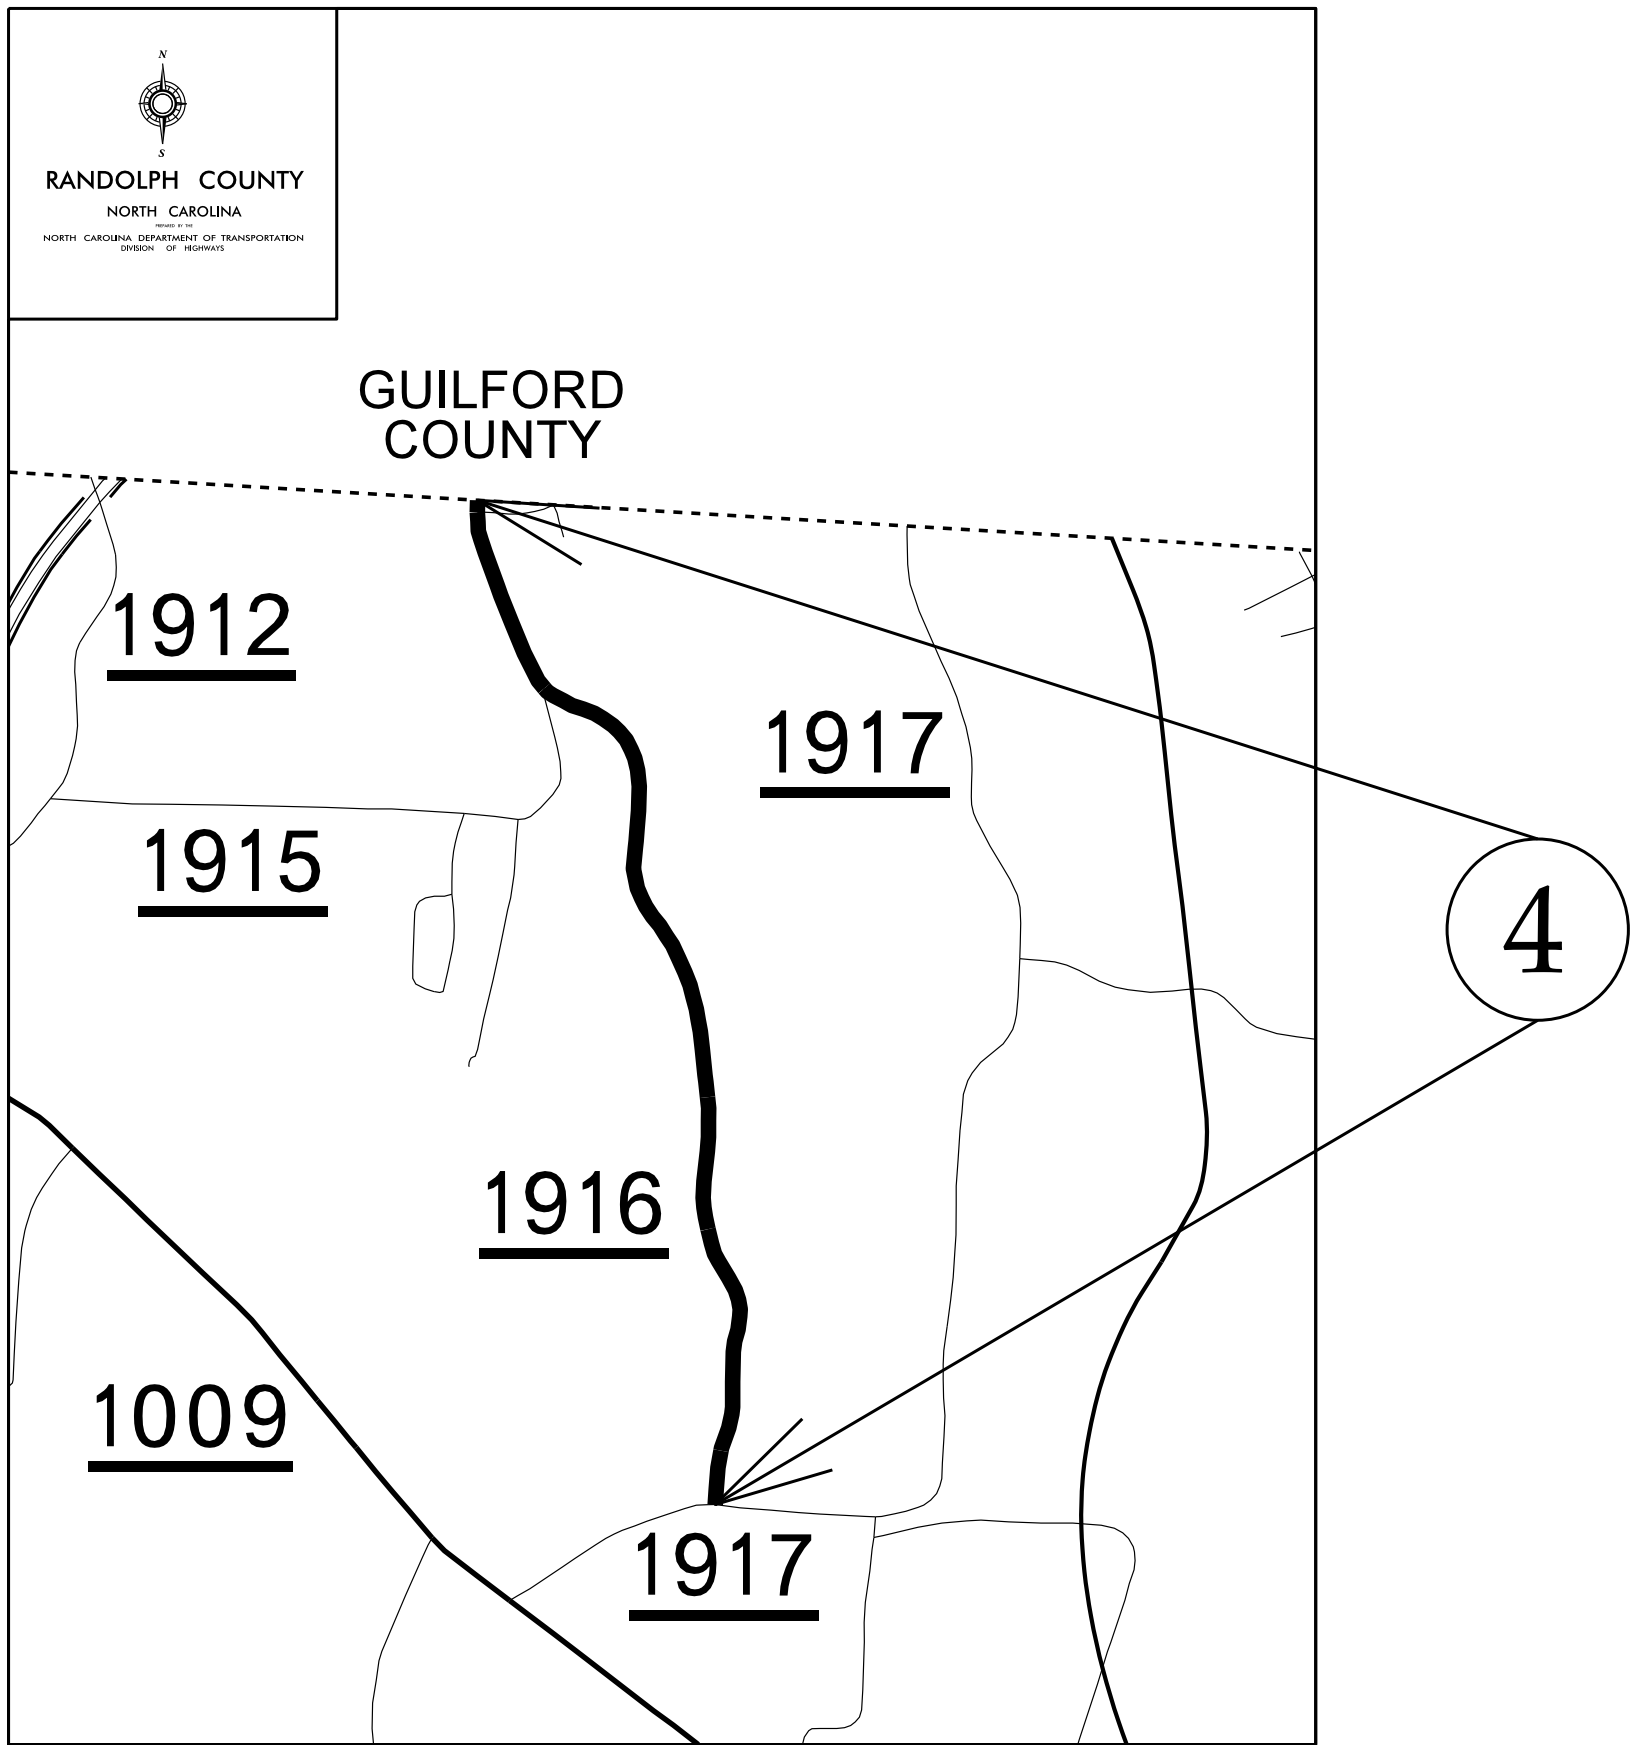 N
S
RANDOLPH COUNTY
NORTH CAROLINA
PREPARED BY THE
NORTH CAROLINA DEPARTMENT OF TRANSPORTATION
DIVISION OF HIGHWAYS
GUILFORD
COUNTY
1912
1917
1915
4
1916
1009
1917